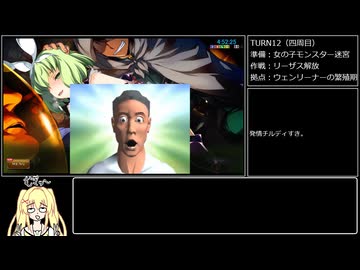 4:52:25
TURN12（四周目）
準備：女の子モンスター迷宮
作戦：リーザス解放
拠点：ウェンリーナーの繁殖期
発情チルディすき。